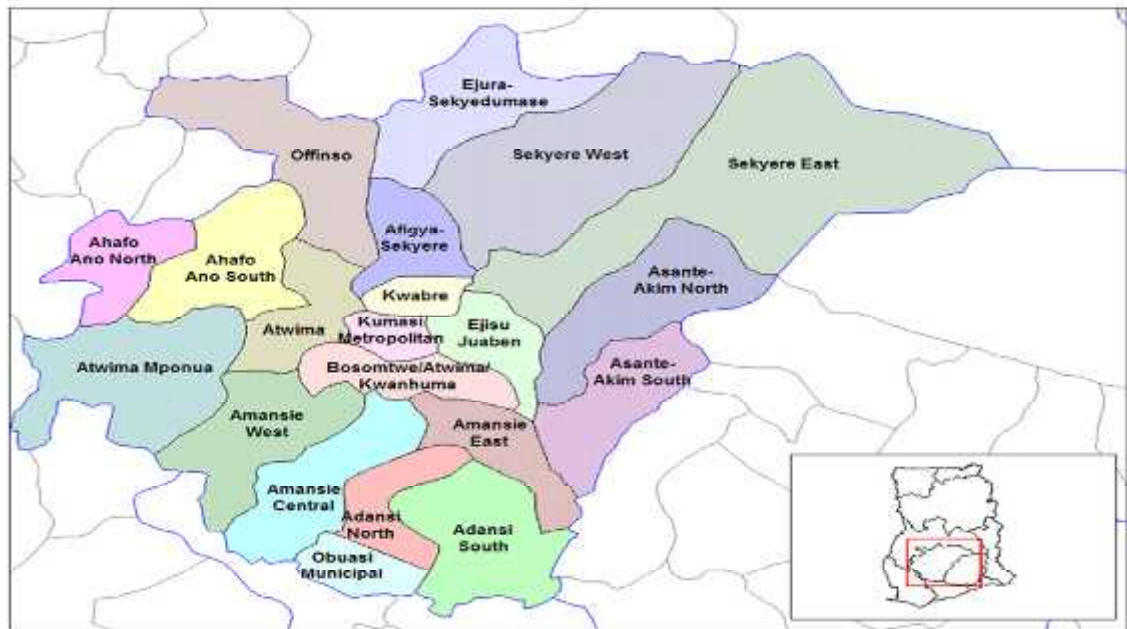 Ejura-
Sekyedumase
Offinso
Sekyere West
Sekyere East
Afigya-
Sekyere
Ahafo
Ano North
Ahafo
Ano South
Asante-
Akim North
Kwabre
Atwima
Kumasi
Metropolitan
Ejisu
Juaben
Atwima Mponua
Bosomtwe/Atwima/
Kwanhuma
Asante-
Akim South
Amansie
West
Amansie
East
Amansie
Central
Adansi
North
Adansi
South
Obuasi
Municipal